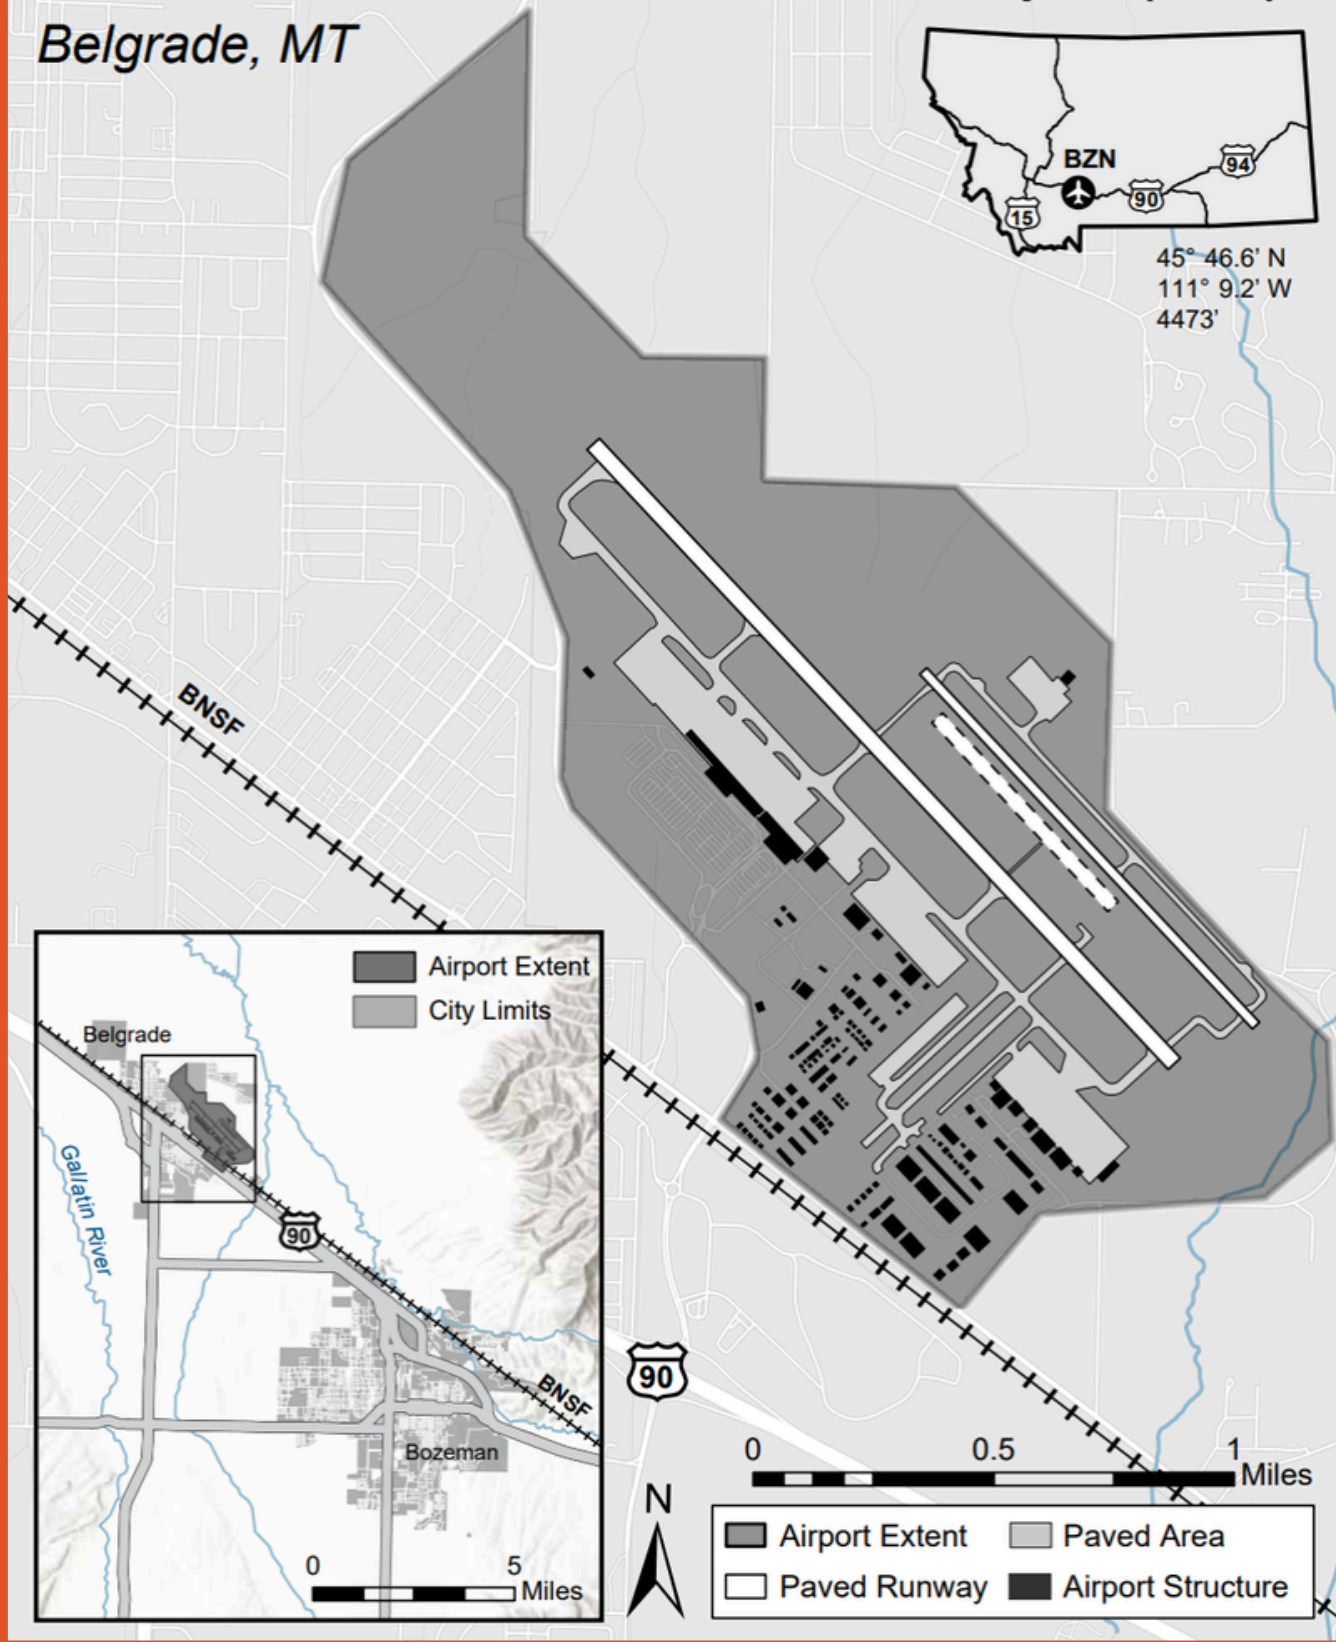 Belgrade, MT
BZN
94
90
15
45° 46.6' N
111° 9.2' W
4473'
BNSF
Airport Extent
City Limits
Belgrade
Gallatin River
90
BNSF
Bozeman
0 5
Miles
90
N
0 0.5 1
Miles
Airport Extent
Paved Area
Paved Runway
Airport Structure